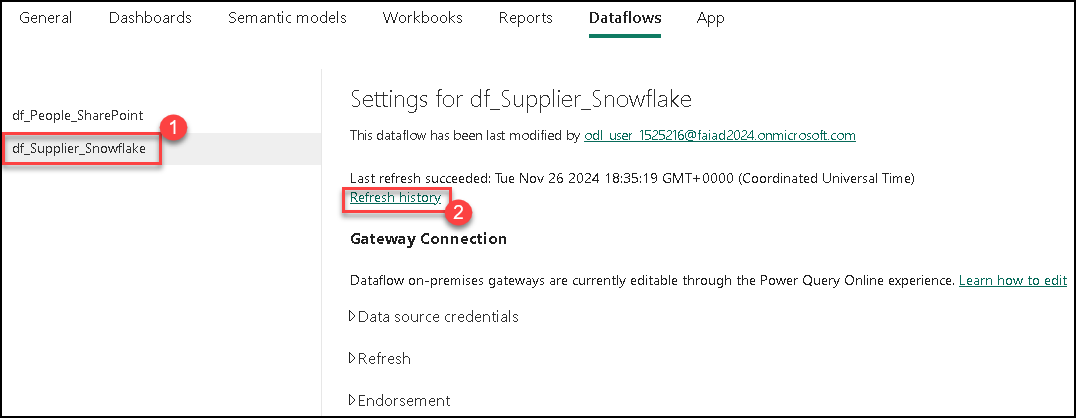 General Dashboards Semantic models Workbooks Reports Dataflows App
df_People_SharePoint
1
df_Supplier_Snowflake
Settings for df_Supplier_Snowflake
This dataflow has been last modified by odl_user_1525216@faiad2024.onmicrosoft.com
Last refresh succeeded: Tue Nov 26 2024 18:35:19 GMT+0000 (Coordinated Universal Time)
Refresh history
2
Gateway Connection
Dataflow on-premises gateways are currently editable through the Power Query Online experience. Learn how to edit
Data source credentials
Refresh
Endorsement